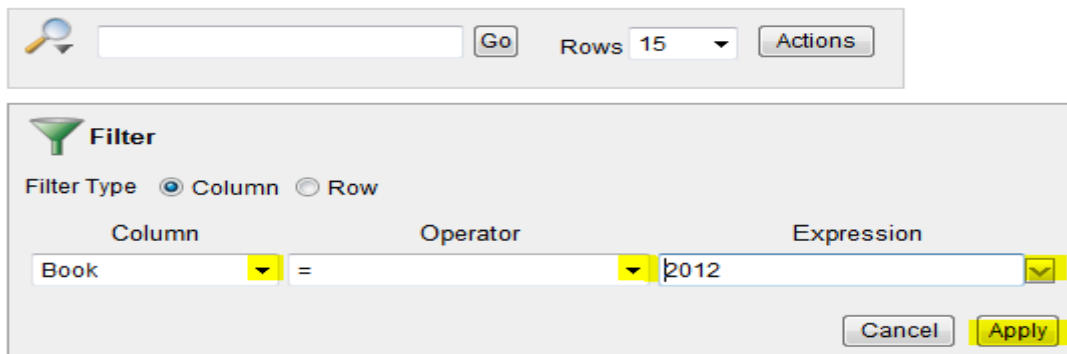 Go Rows 15 Actions
Filter
Filter Type Column Row
Column Operator Expression
Book = 2012
Cancel Apply